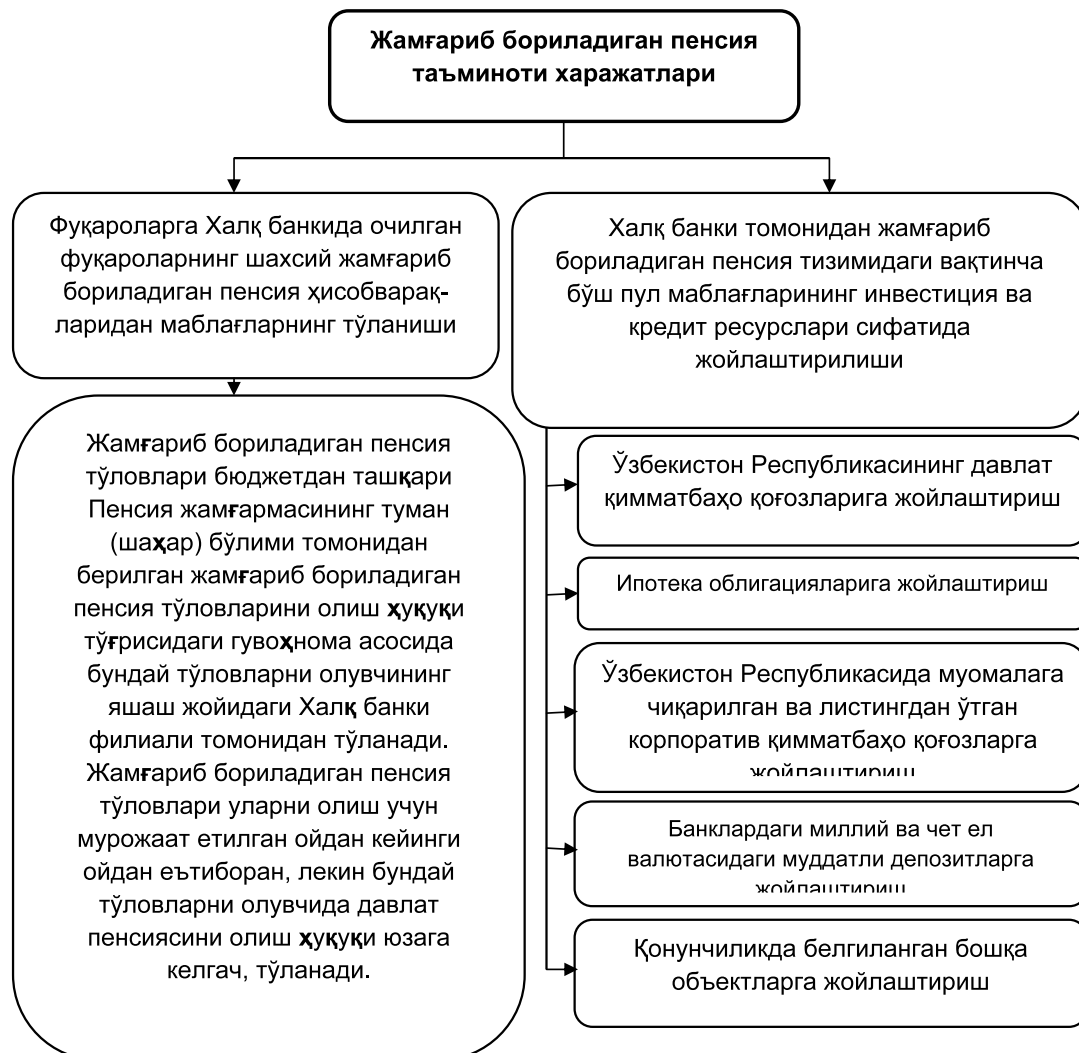 Жамғариб бориладиган пенсия
таъминоти харажатлари
Фуқароларга Халқ банкида очилган
фуқароларнинг шахсий жамғариб
бориладиган пенсия ҳисобварақ-
ларидан маблағларнинг тўланиши
Жамғариб бориладиган пенсия
тўловлари бюджетдан ташқари
Пенсия жамғармасининг туман
(шаҳар) бўлими томонидан
берилган жамғариб бориладиган
пенсия тўловларини олиш ҳуқуқи
тўғрисидаги гувоҳнома асосида
бундай тўловларни олувчининг
яшаш жойидаги Халқ банки
филиали томонидан тўланади.
Жамғариб бориладиган пенсия
тўловлари уларни олиш учун
мурожаат етилган ойдан кейинги
ойдан еътиборан, лекин бундай
тўловларни олувчида давлат
пенсиясини олиш ҳуқуқи юзага
келгач, тўланади.
Халқ банки томонидан жамғариб
бориладиган пенсия тизимидаги вақтинча
бўш пул маблағларининг инвестиция ва
кредит ресурслари сифатида
жойлаштирилиши
Ўзбекистон Республикасининг давлат
қимматбаҳо қоғозларига жойлаштириш
Ипотека облигацияларига жойлаштириш
Ўзбекистон Республикасида муомалага
чиқарилган ва листингдан ўтган
корпоратив қимматбаҳо қоғозларга
жойлаштириш
Банклардаги миллий ва чет ел
валютасидаги муддатли депозитларга
жойлаштириш
Қонунчиликда белгиланган бошқа
объектларга жойлаштириш